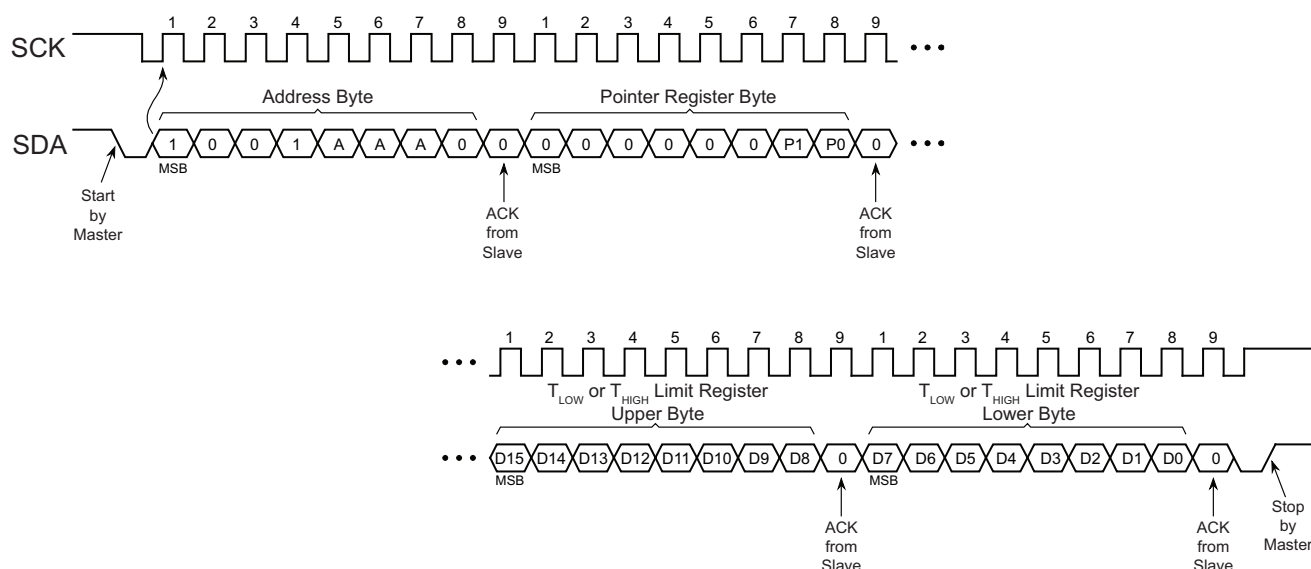 1 2 3 4 5 6 7 8 9 1 2 3 4 5 6 7 8 9
SCK
Address Byte Pointer Register Byte
SDA 1 0 0 1 A A A 0 0 0 0 0 0 0 0 P1 P0 0
MSB MSB
Start
by
Master
ACK
from
Slave
ACK
from
Slave
1 2 3 4 5 6 7 8 9 1 2 3 4 5 6 7 8 9
TLOW or THIGH Limit Register TLOW or THIGH Limit Register
Upper Byte Lower Byte
D15 D14 D13 D12 D11 D10 D9 D8 0 D7 D6 D5 D4 D3 D2 D1 D0 0
MSB MSB
ACK
from
Slave
ACK
from
Slave
Stop
by
Master